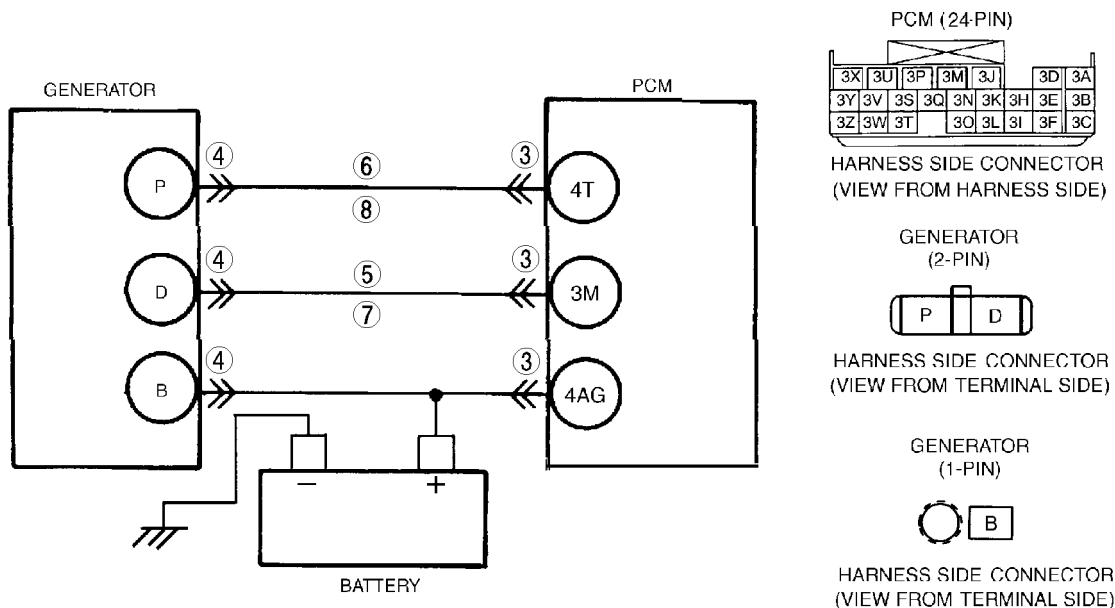 GENERATOR
PCM
P
④
⑥
⑧
③
4T
D
④
⑤
⑦
③
3M
B
④
③
4AG
−
+
BATTERY
PCM (24-PIN)
3X 3U 3P 3M 3J 3D 3A
3Y 3V 3S 3Q 3N 3K 3H 3E 3B
3Z 3W 3T 3O 3L 3I 3F 3C
HARNESS SIDE CONNECTOR
(VIEW FROM HARNESS SIDE)
GENERATOR
(2-PIN)
P D
HARNESS SIDE CONNECTOR
(VIEW FROM TERMINAL SIDE)
GENERATOR
(1-PIN)
B
HARNESS SIDE CONNECTOR
(VIEW FROM TERMINAL SIDE)